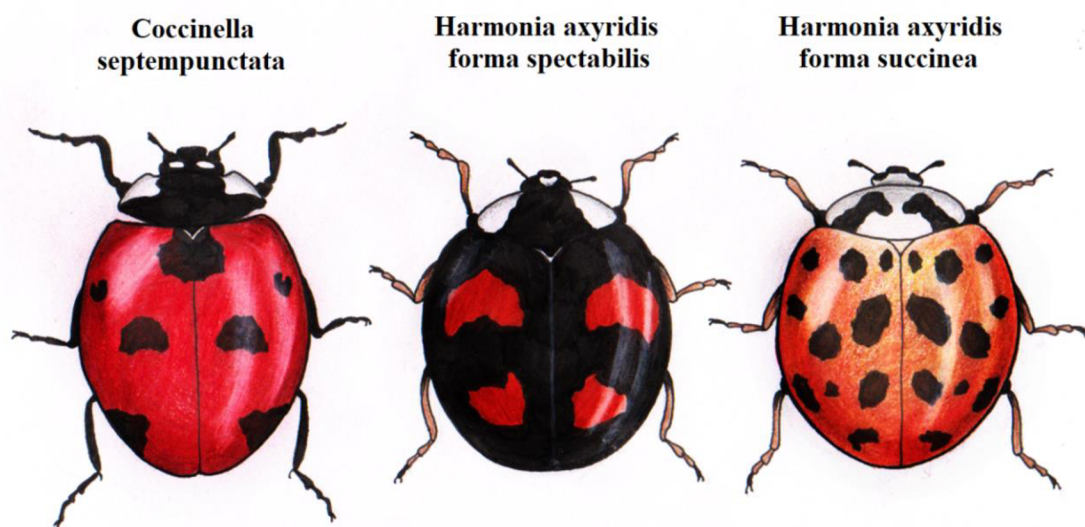 Coccinella
septempunctata
Harmonia axyridis
forma spectabilis
Harmonia axyridis
forma succinea